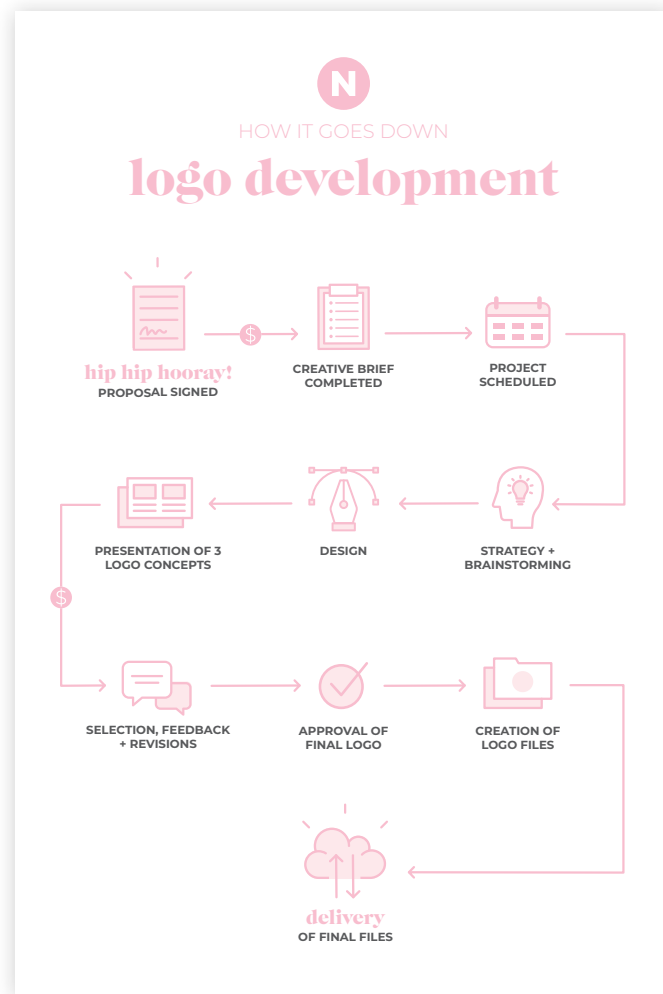 N
HOW IT GOES DOWN
logo development
$
hip hip hooray!
PROPOSAL SIGNED
CREATIVE BRIEF
COMPLETED
PROJECT
SCHEDULED
PRESENTATION OF 3
LOGO CONCEPTS
DESIGN
STRATEGY +
BRAINSTORMING
$
SELECTION, FEEDBACK
+ REVISIONS
APPROVAL OF
FINAL LOGO
CREATION OF
LOGO FILES
delivery
OF FINAL FILES